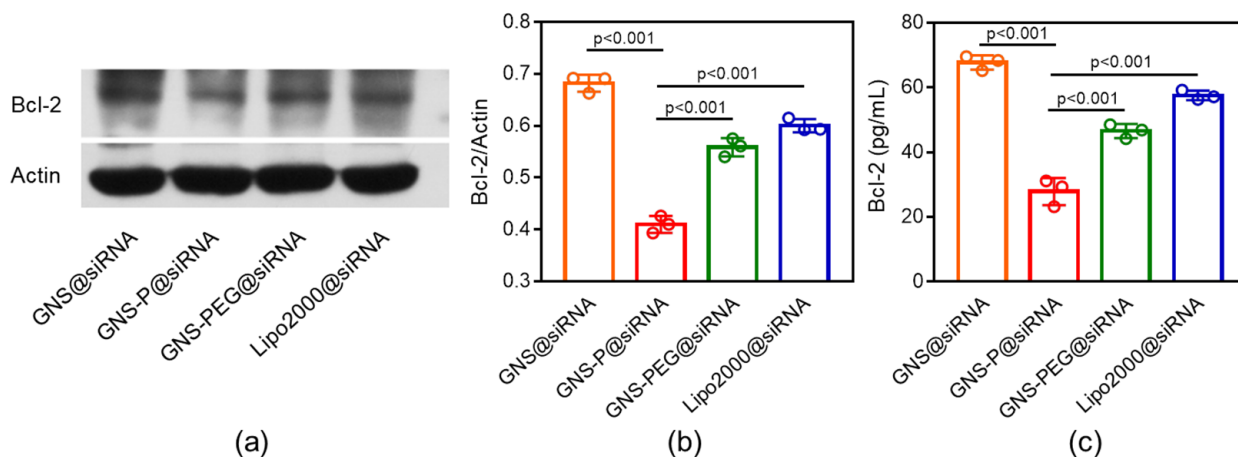 Bcl-2
Actin
GNS@siRNA
GNS-P@siRNA
GNS-PEG@siRNA
Lipo2000@siRNA
(a)
Bcl-2/Actin
0.8
0.7
0.6
0.5
0.4
0.3
p<0.001
p<0.001
p<0.001
GNS@siRNA
GNS-P@siRNA
GNS-PEG@siRNA
Lipo2000@siRNA
(b)
Bcl-2 (pg/mL)
80
60
40
20
0
p<0.001
p<0.001
p<0.001
GNS@siRNA
GNS-P@siRNA
GNS-PEG@siRNA
Lipo2000@siRNA
(c)